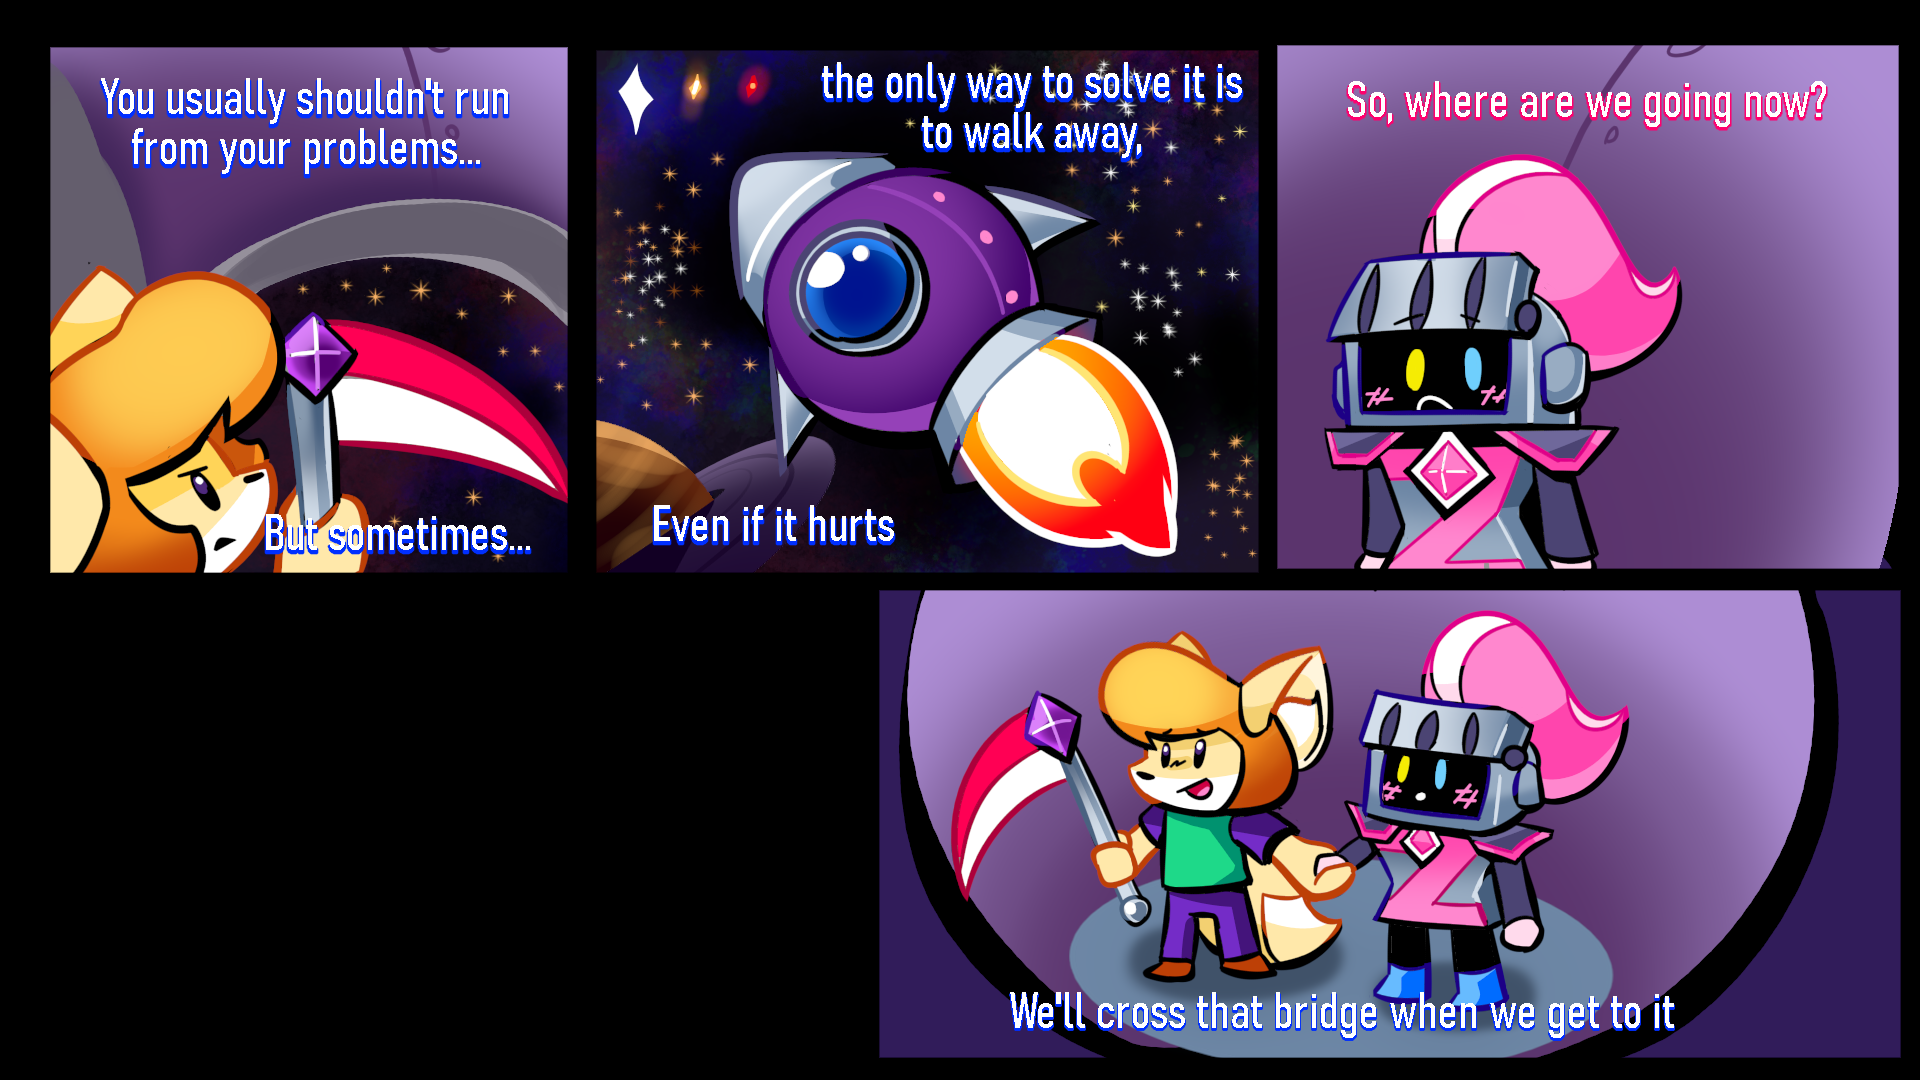 You usually shouldn't run
from your problems...
But sometimes...
the only way to solve it is
to walk away,
Even if it hurts
So, where are we going now?
We'll cross that bridge when we get to it